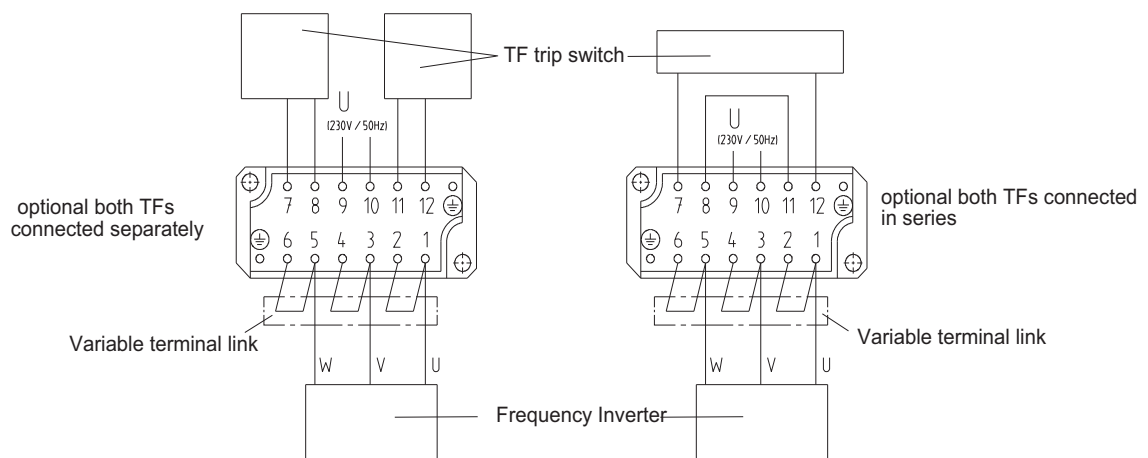 TF trip switch
U
(230V / 50Hz)
U
(230V / 50Hz)
7 8 9 10 11 12
6 5 4 3 2 1
7 8 9 10 11 12
6 5 4 3 2 1
optional both TFs
connected separately
optional both TFs connected
in series
Variable terminal link
Variable terminal link
W V U
W V U
Frequency Inverter